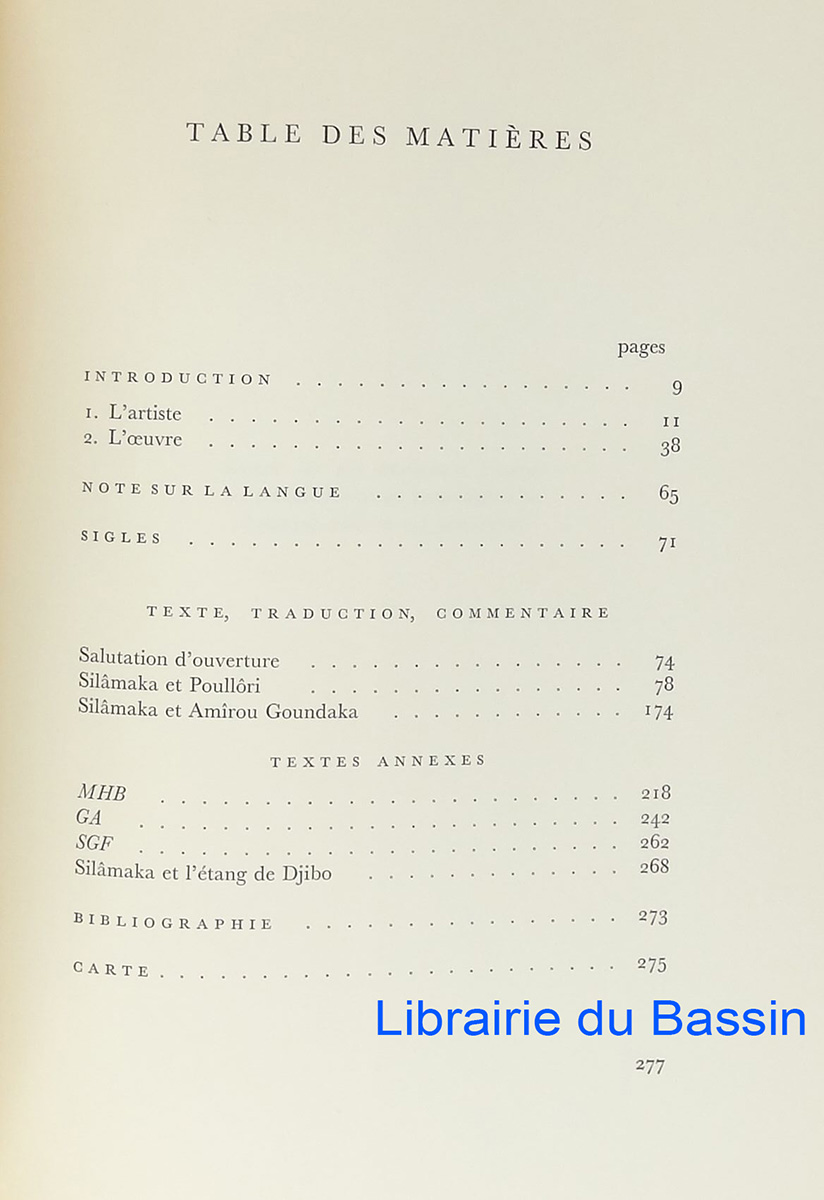 TABLE DES MATIÈRES
pages
INTRODUCTION . . . . . . . . . . . . . . . . . 9
1. L'artiste . . . . . . . . . . . . . . . . . . . . . 11
2. L'œuvre . . . . . . . . . . . . . . . . . . . . . 38
NOTE SUR LA LANGUE . . . . . . . . . . . . . 65
SIGLES . . . . . . . . . . . . . . . . . . . . . . 71
TEXTE, TRADUCTION, COMMENTAIRE
Salutation d'ouverture . . . . . . . . . . . . . . . . 74
Silâmaka et Poullôri . . . . . . . . . . . . . . . . 78
Silâmaka et Amîrou Goundaka . . . . . . . . . . . . 174
TEXTES ANNEXES
MHB . . . . . . . . . . . . . . . . . . . . . . 218
GA . . . . . . . . . . . . . . . . . . . . . . . 242
SGF . . . . . . . . . . . . . . . . . . . . . . . 262
Silâmaka et l'étang de Djibo . . . . . . . . . . . . . 268
BIBLIOGRAPHIE . . . . . . . . . . . . . . . . . 273
CARTE . . . . . . . . . . . . . . . . . . . . . . . 275
Librairie du Bassin
277